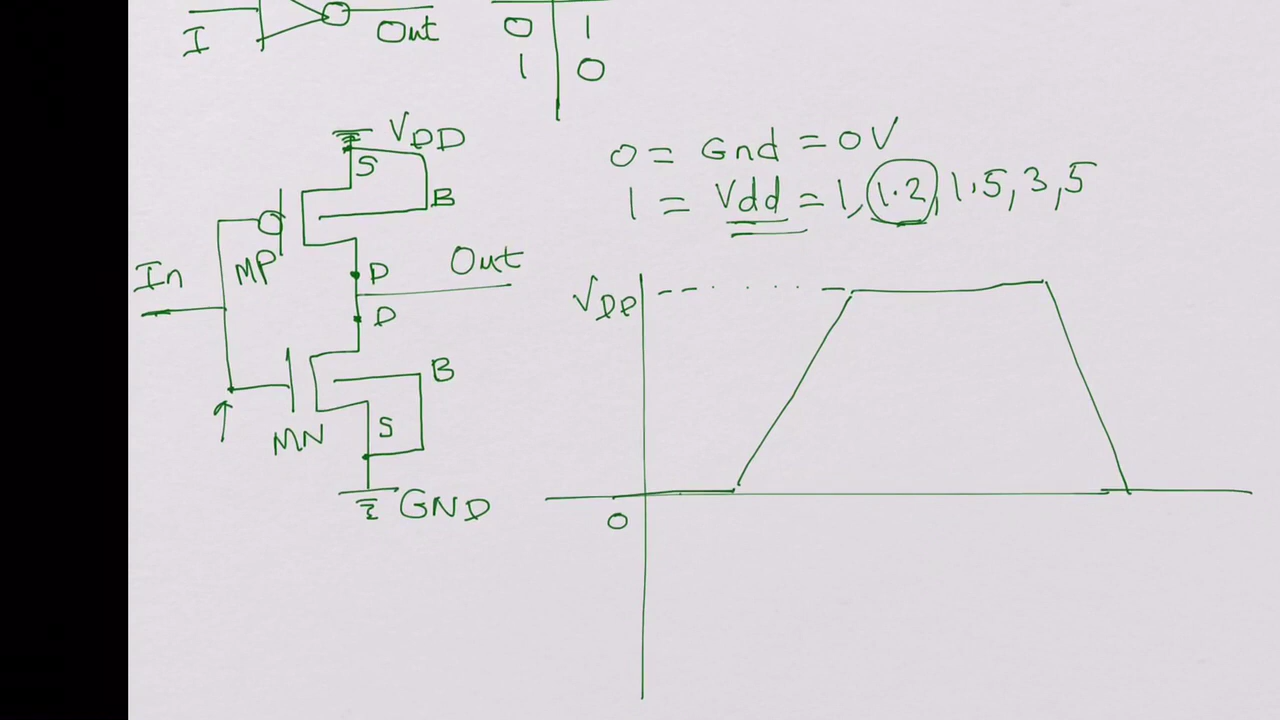 I Out
0 1
1 0
VDD
S
B
MP
In
D
Out
D
B
MN
S
GND
0 = Gnd = 0V
1 = Vdd = 1, 1.2, 1.5, 3, 5
VDD
0